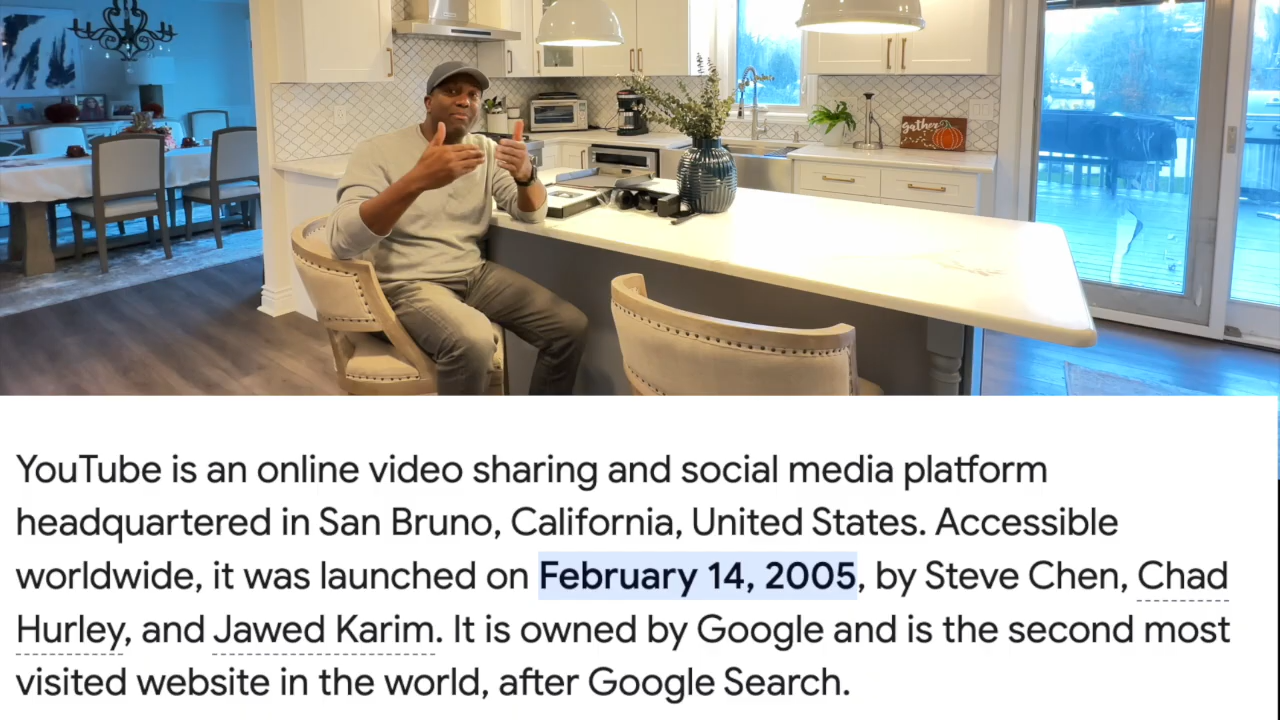 gather
YouTube is an online video sharing and social media platform
headquartered in San Bruno, California, United States. Accessible
worldwide, it was launched on February 14, 2005, by Steve Chen, Chad
Hurley, and Jawed Karim. It is owned by Google and is the second most
visited website in the world, after Google Search.